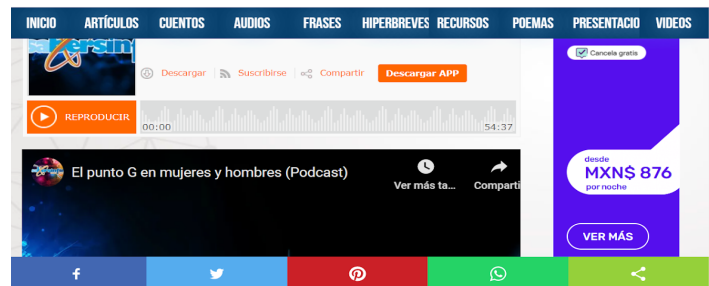 INICIO ARTÍCULOS CUENTOS AUDIOS FRASES HIPERBREVES RECURSOS POEMAS PRESENTACIO VIDEOS
Descargar Suscribirse Compartir Descargar APP
REPRODUCIR
00:00 54:37
El punto G en mujeres y hombres (Podcast)
Ver más ta... Comparti
Cancela gratis
desde
MXN$ 876
por noche
VER MÁS